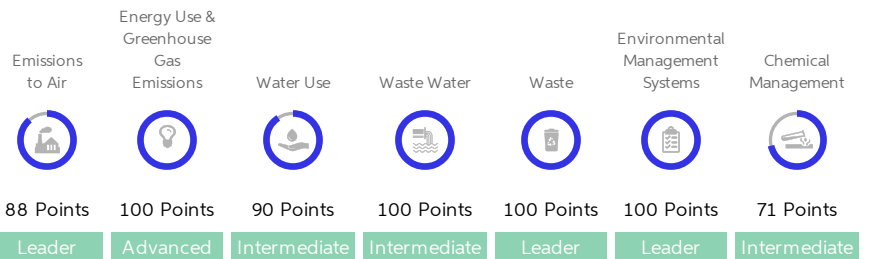 Emissions
to Air
Energy Use &
Greenhouse
Gas
Emissions
Water Use
Waste Water
Waste
Environmental
Management
Systems
Chemical
Management
88 Points
100 Points
90 Points
100 Points
100 Points
100 Points
71 Points
Leader
Advanced
Intermediate
Intermediate
Leader
Leader
Intermediate